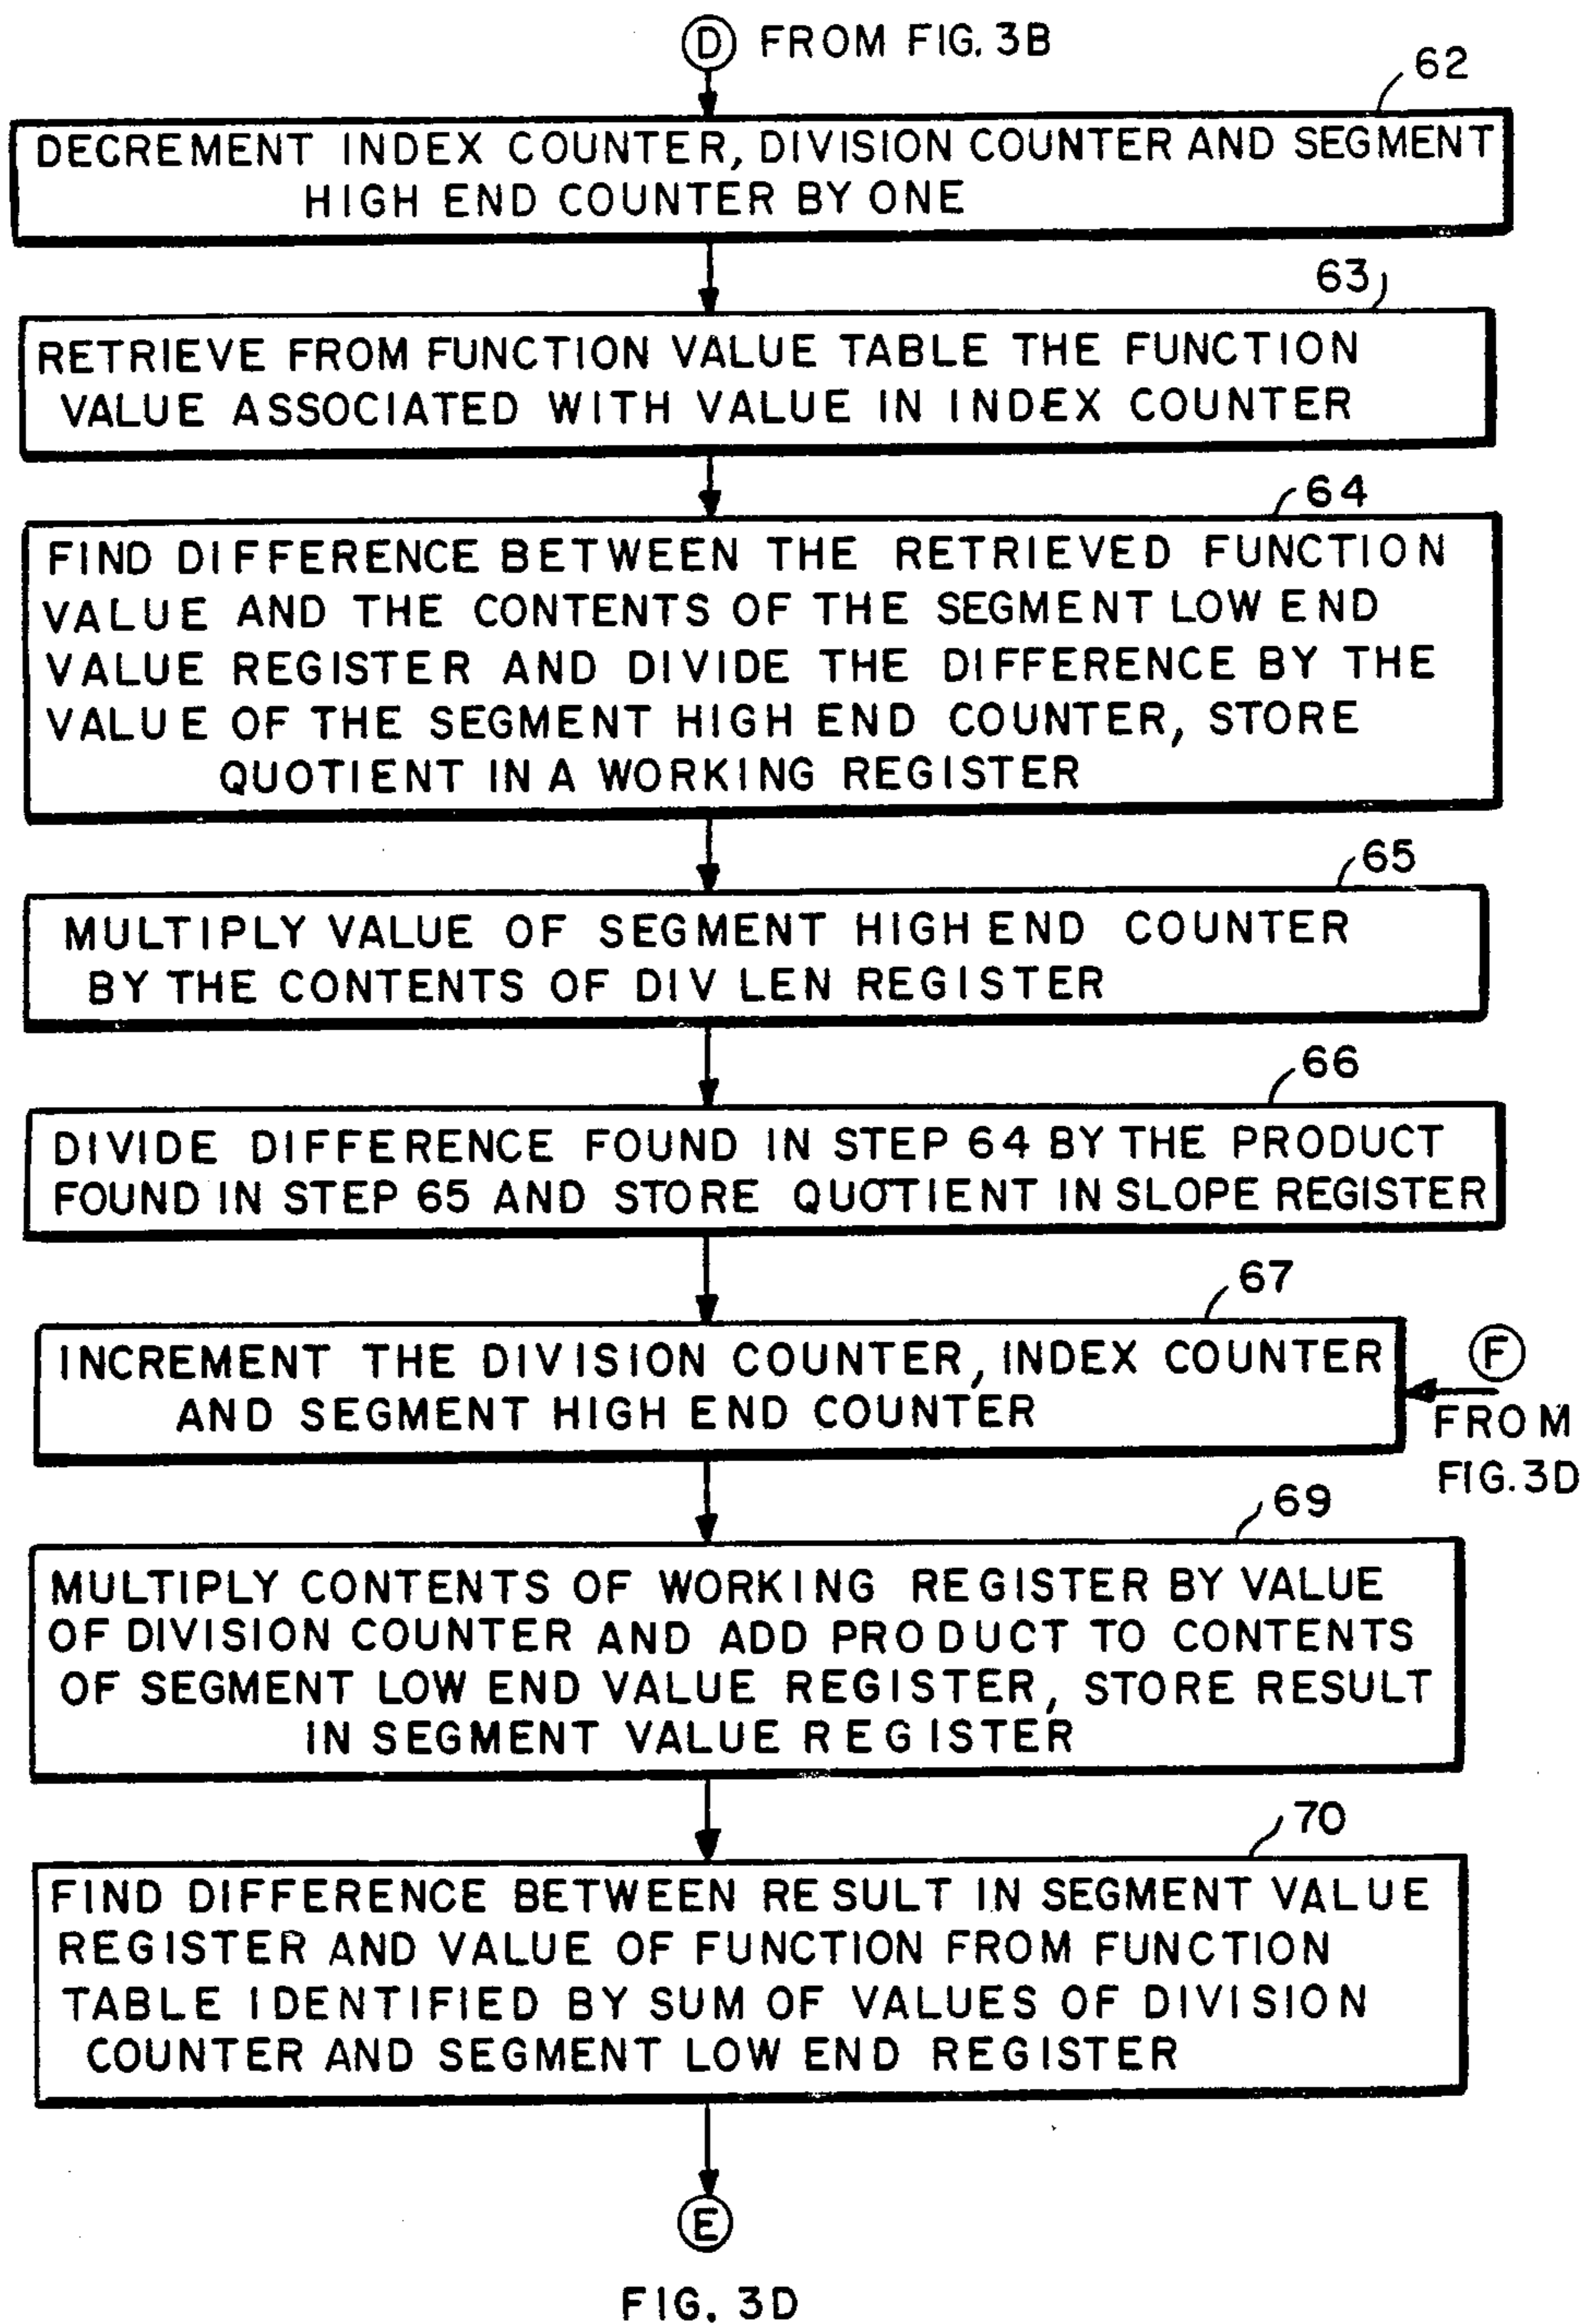 D FROM FIG. 3B
62
DECREMENT INDEX COUNTER, DIVISION COUNTER AND SEGMENT
HIGH END COUNTER BY ONE
63
RETRIEVE FROM FUNCTION VALUE TABLE THE FUNCTION
VALUE ASSOCIATED WITH VALUE IN INDEX COUNTER
64
FIND DIFFERENCE BETWEEN THE RETRIEVED FUNCTION
VALUE AND THE CONTENTS OF THE SEGMENT LOW END
VALUE REGISTER AND DIVIDE THE DIFFERENCE BY THE
VALUE OF THE SEGMENT HIGH END COUNTER, STORE
QUOTIENT IN A WORKING REGISTER
65
MULTIPLY VALUE OF SEGMENT HIGH END COUNTER
BY THE CONTENTS OF DIV LEN REGISTER
66
DIVIDE DIFFERENCE FOUND IN STEP 64 BY THE PRODUCT
FOUND IN STEP 65 AND STORE QUOTIENT IN SLOPE REGISTER
67
INCREMENT THE DIVISION COUNTER, INDEX COUNTER
AND SEGMENT HIGH END COUNTER
F
FROM
FIG. 3D
69
MULTIPLY CONTENTS OF WORKING REGISTER BY VALUE
OF DIVISION COUNTER AND ADD PRODUCT TO CONTENTS
OF SEGMENT LOW END VALUE REGISTER, STORE RESULT
IN SEGMENT VALUE REGISTER
70
FIND DIFFERENCE BETWEEN RESULT IN SEGMENT VALUE
REGISTER AND VALUE OF FUNCTION FROM FUNCTION
TABLE IDENTIFIED BY SUM OF VALUES OF DIVISION
COUNTER AND SEGMENT LOW END REGISTER
E
FIG. 3D